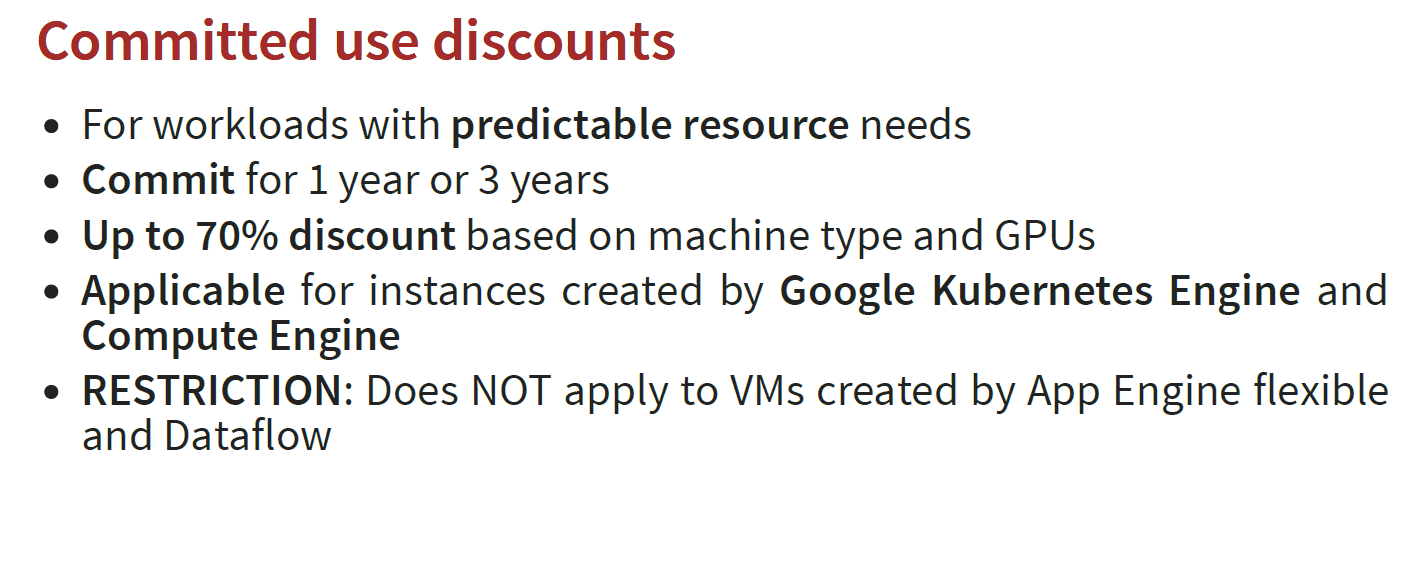 Committed use discounts
• For workloads with predictable resource needs
• Commit for 1 year or 3 years
• Up to 70% discount based on machine type and GPUs
• Applicable for instances created by Google Kubernetes Engine and
Compute Engine
• RESTRICTION: Does NOT apply to VMs created by App Engine flexible
and Dataflow